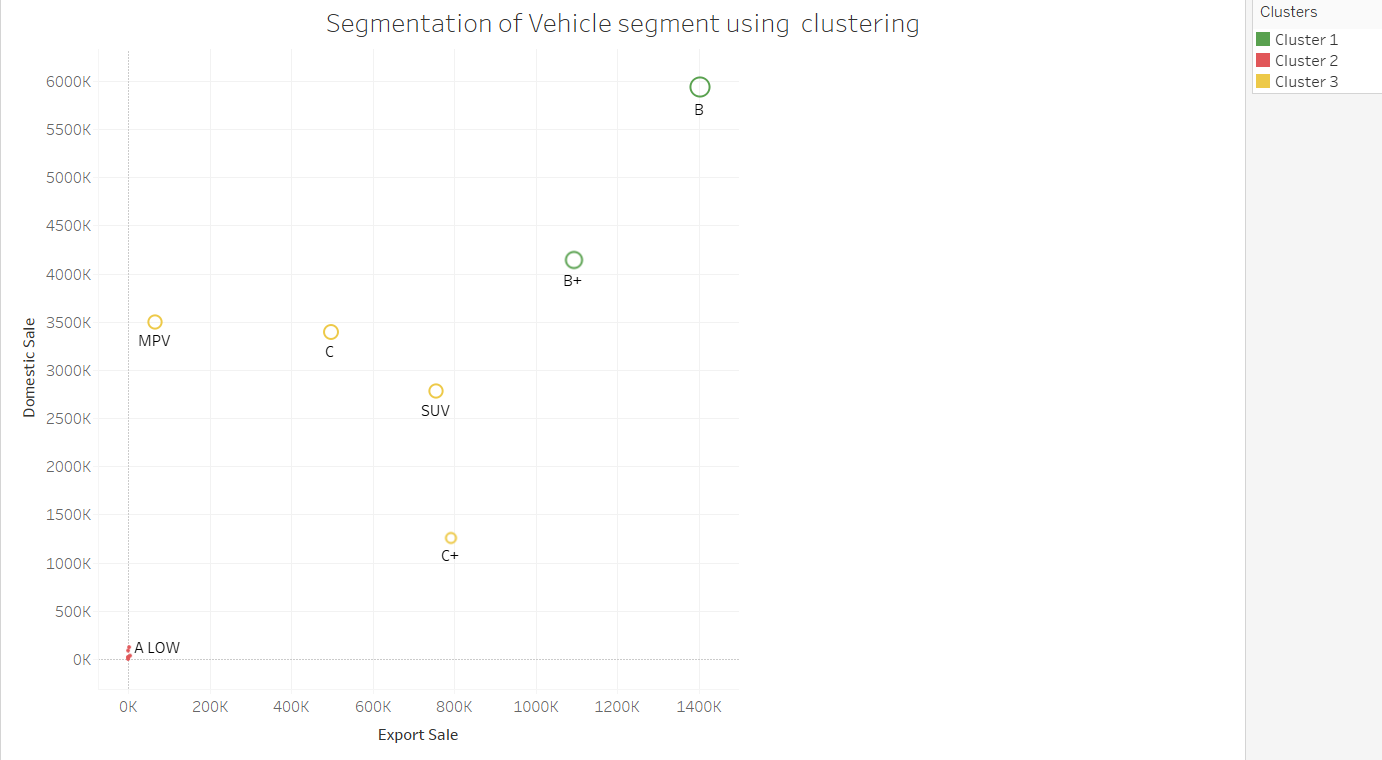 Segmentation of Vehicle segment using  clustering
Clusters
Cluster 1
Cluster 2
Cluster 3
6000K
5500K
5000K
4500K
4000K
3500K
3000K
2500K
2000K
1500K
1000K
500K
0K
Domestic Sale
B
B+
MPV
C
SUV
C+
A LOW
0K 200K 400K 600K 800K 1000K 1200K 1400K
Export Sale